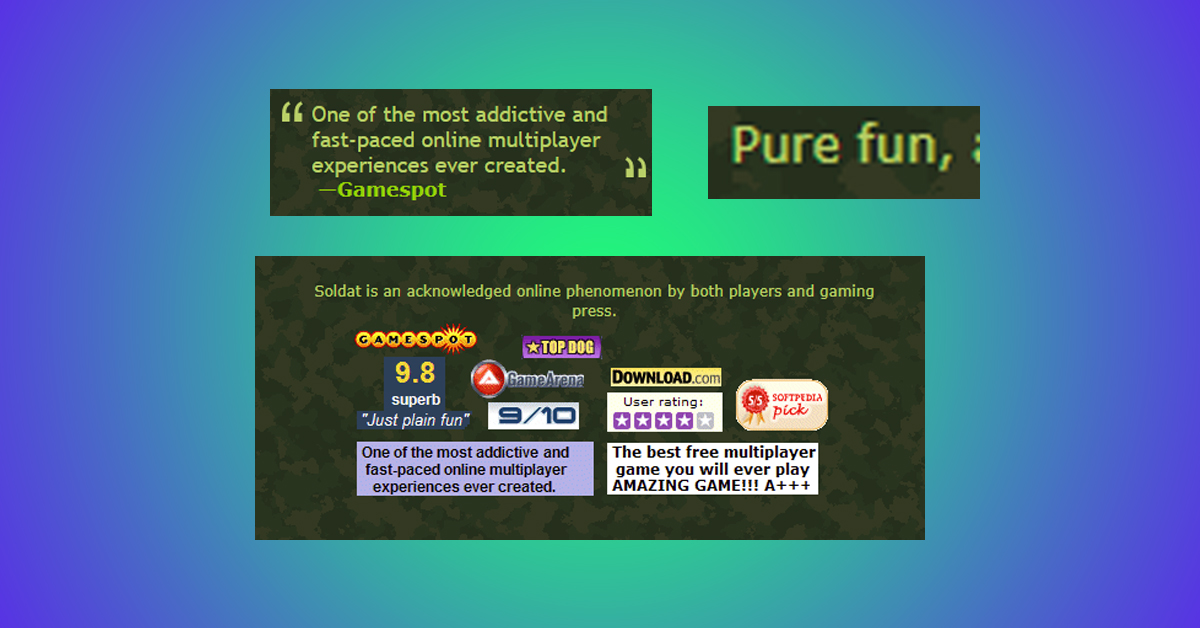 “ One of the most addictive and
fast-paced online multiplayer
experiences ever created. ”
—Gamespot
Pure fun,
Soldat is an acknowledged online phenomenon by both players and gaming
press.
GAMESPOT
9.8
superb
"Just plain fun"
TOP DOG
GameArena
9/10
DOWNLOAD.com
User rating:
5/5 SOFTPEDIA
pick
One of the most addictive and
fast-paced online multiplayer
experiences ever created.
The best free multiplayer
game you will ever play
AMAZING GAME!!! A+++